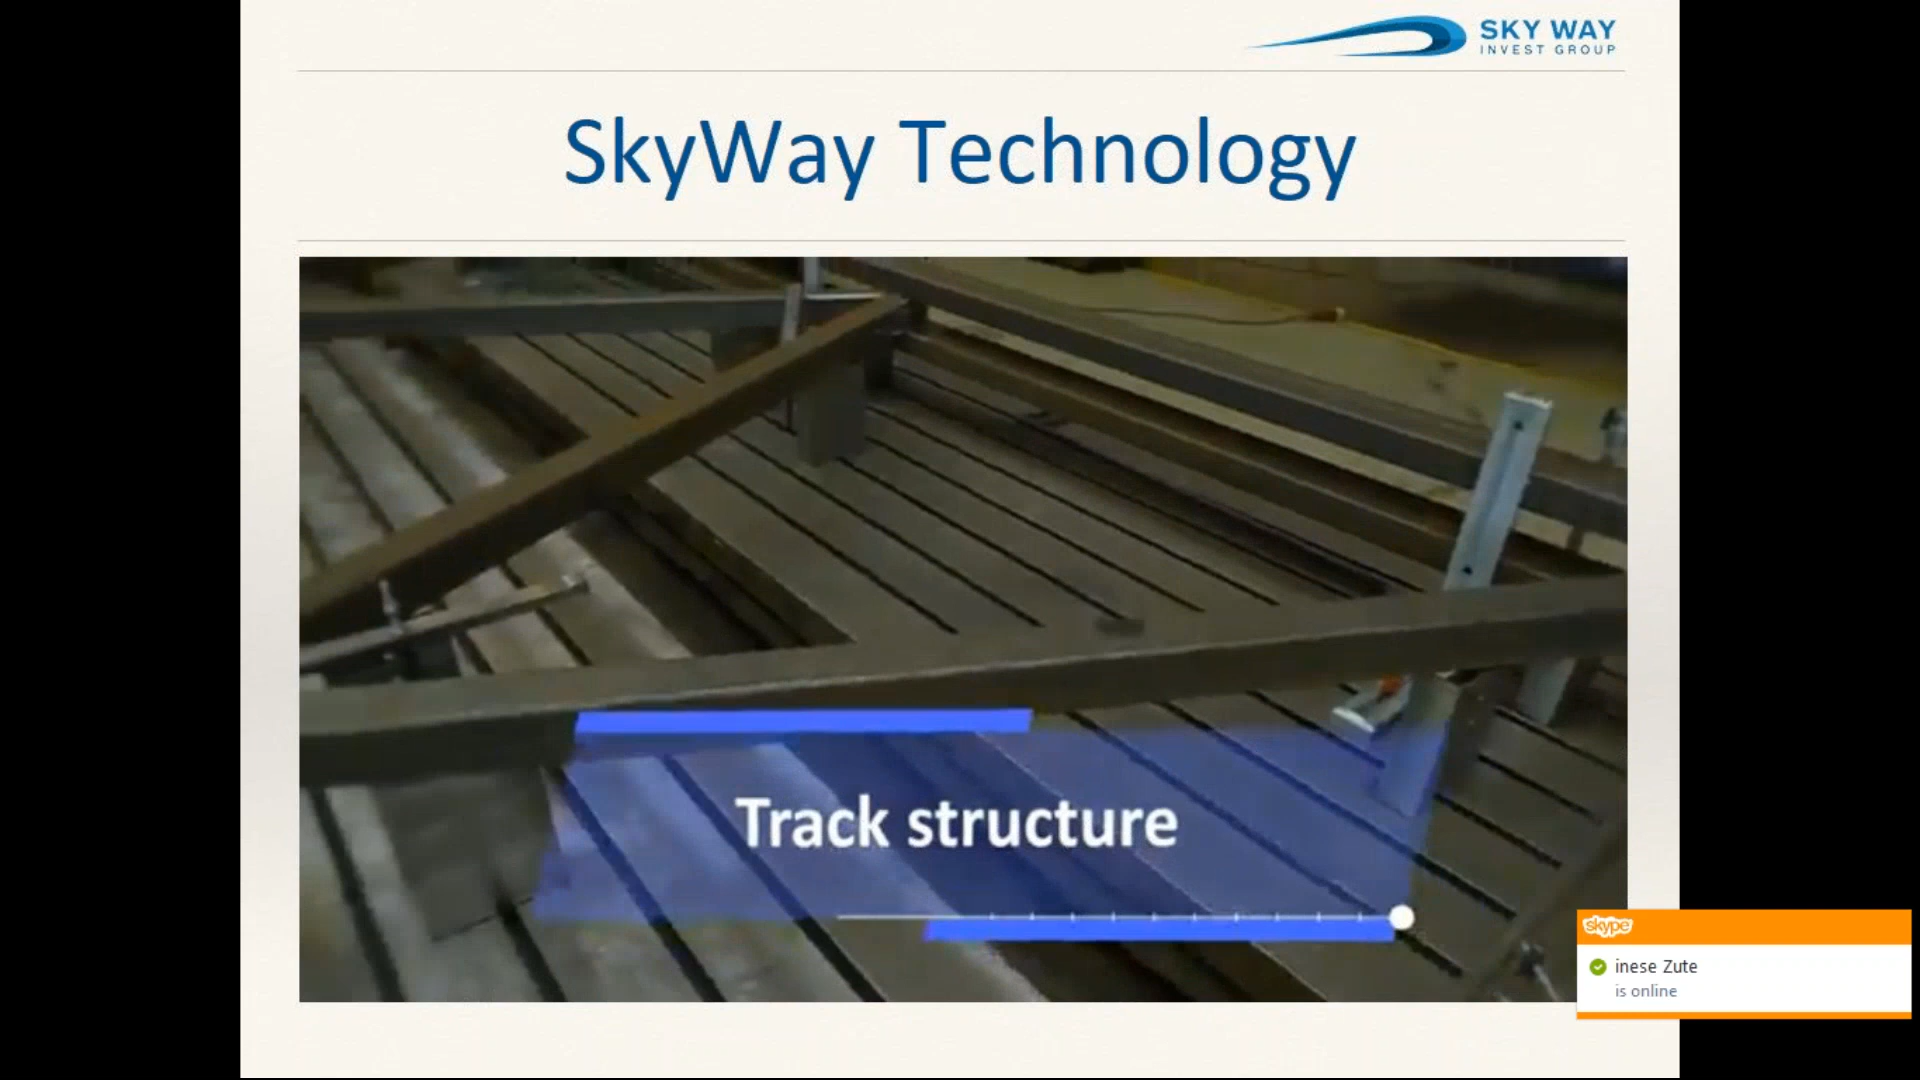 SKY WAY
INVEST GROUP
SkyWay Technology
Track structure
skype
inese Zute
is online